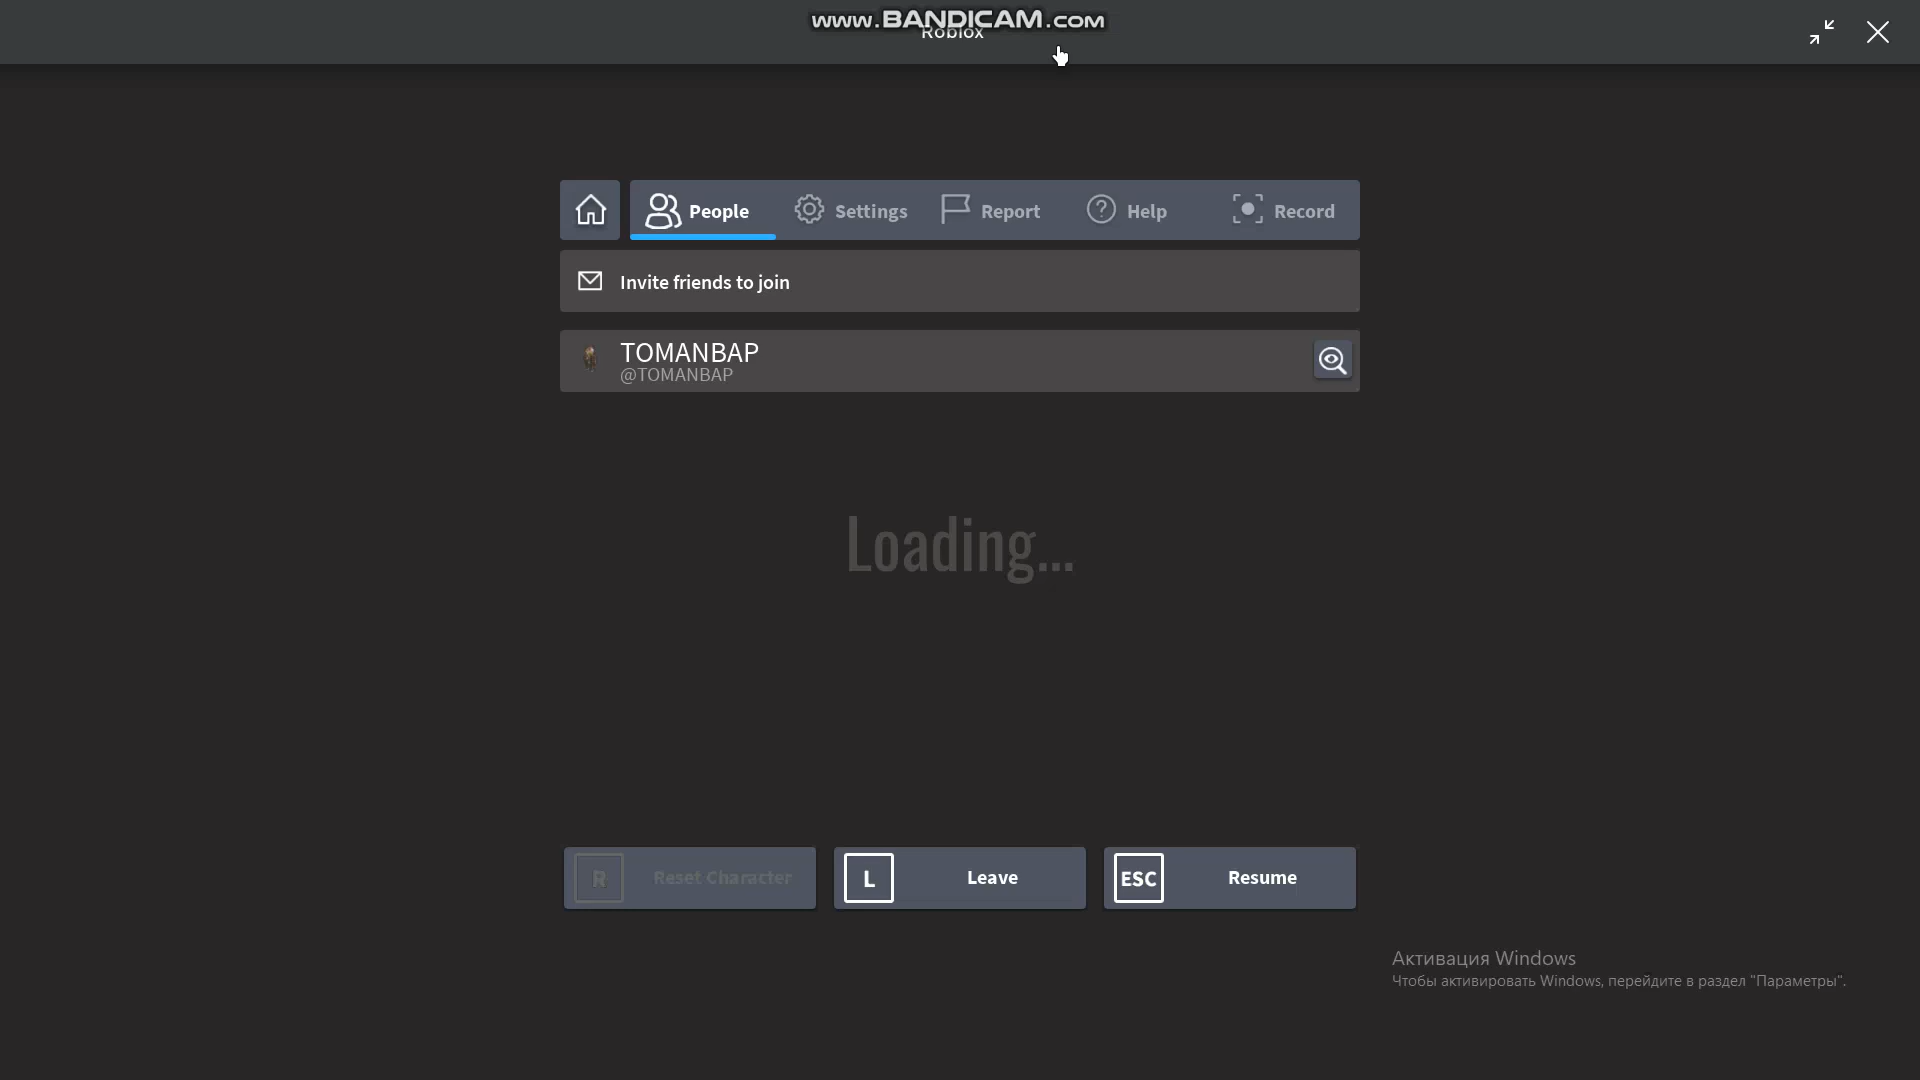 www.BANDICAM.COM
Roblox
People
Settings
Report
Help
Record
Invite friends to join
TOMANBAP
@TOMANBAP
Loading...
R
Reset Character
L
Leave
ESC
Resume
Активация Windows
Чтобы активировать Windows, перейдите в раздел "Параметры".